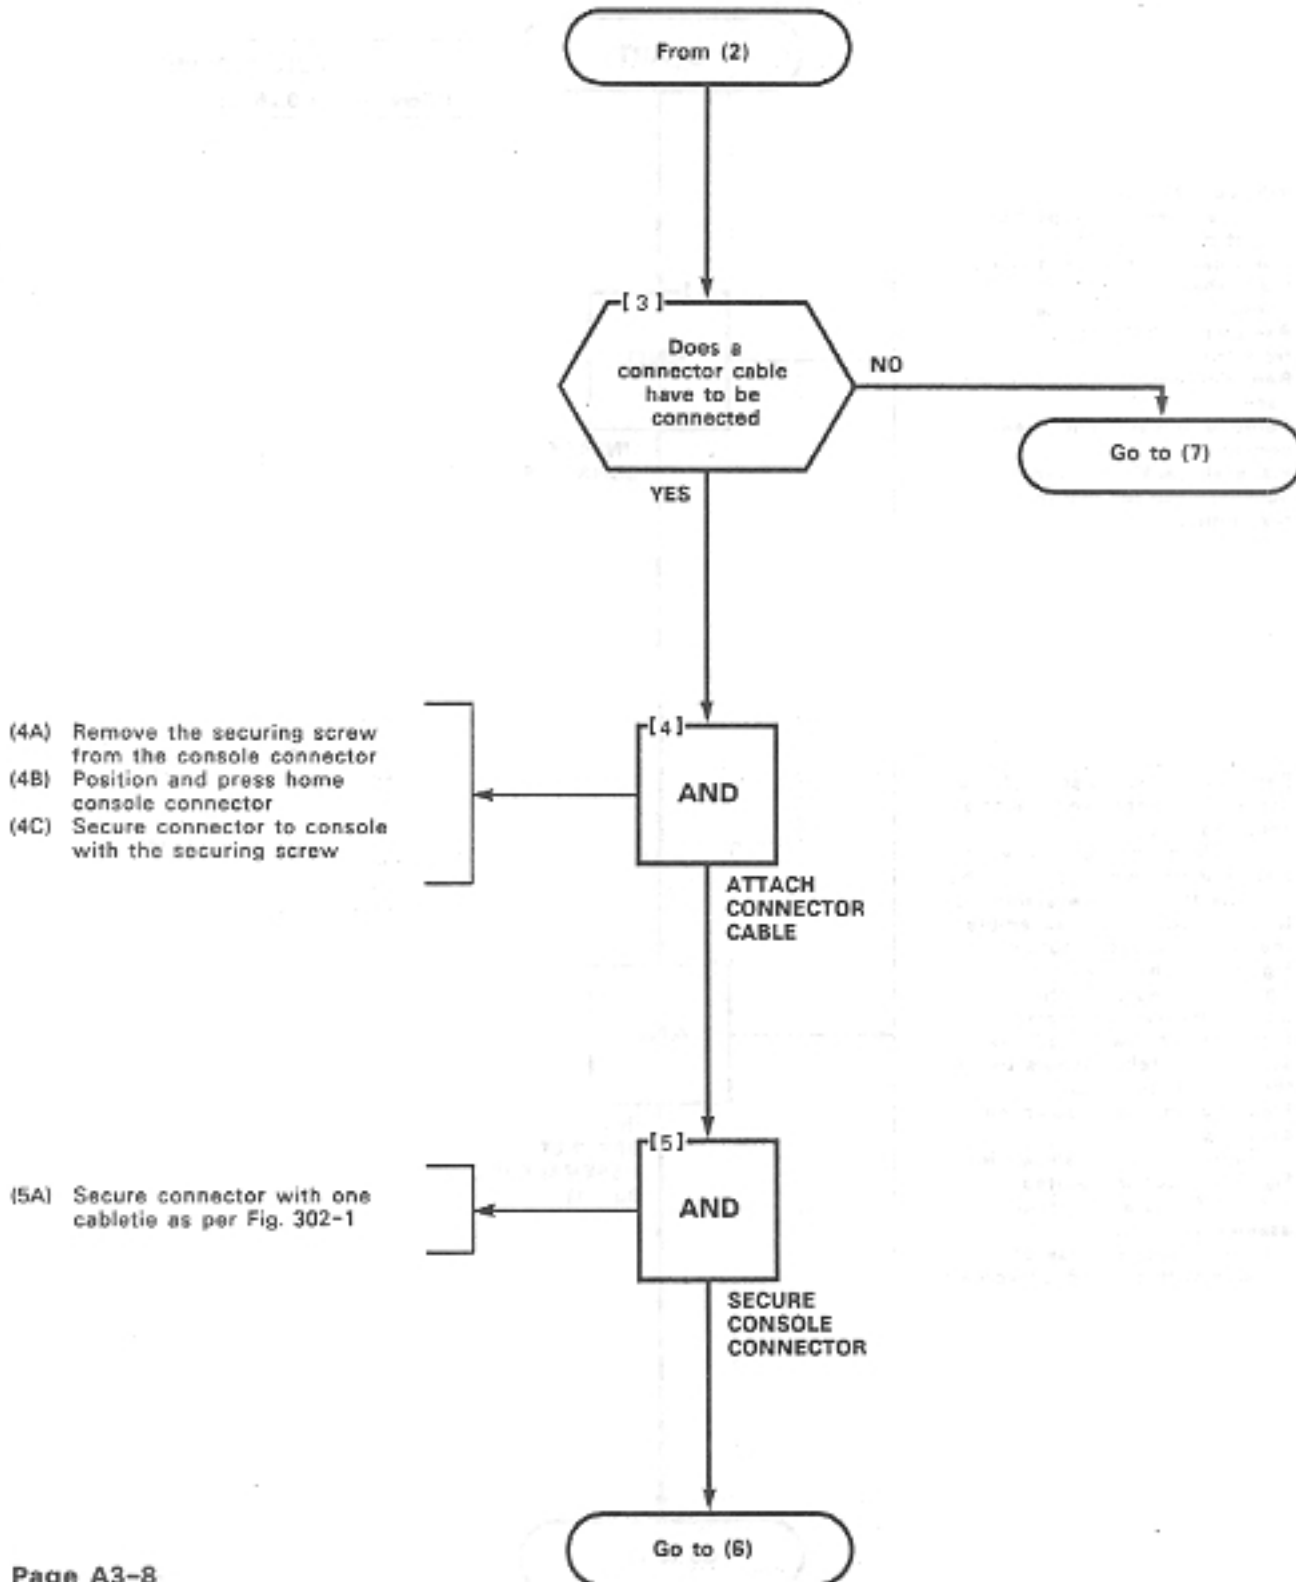 From (2)
[3]
Does a
connector cable
have to be
connected
NO
Go to (7)
YES
(4A) Remove the securing screw
from the console connector
(4B) Position and press home
console connector
(4C) Secure connector to console
with the securing screw
[4]
AND
ATTACH
CONNECTOR
CABLE
(5A) Secure connector with one
cabletie as per Fig. 302-1
[5]
AND
SECURE
CONSOLE
CONNECTOR
Go to (6)
Page A3-8